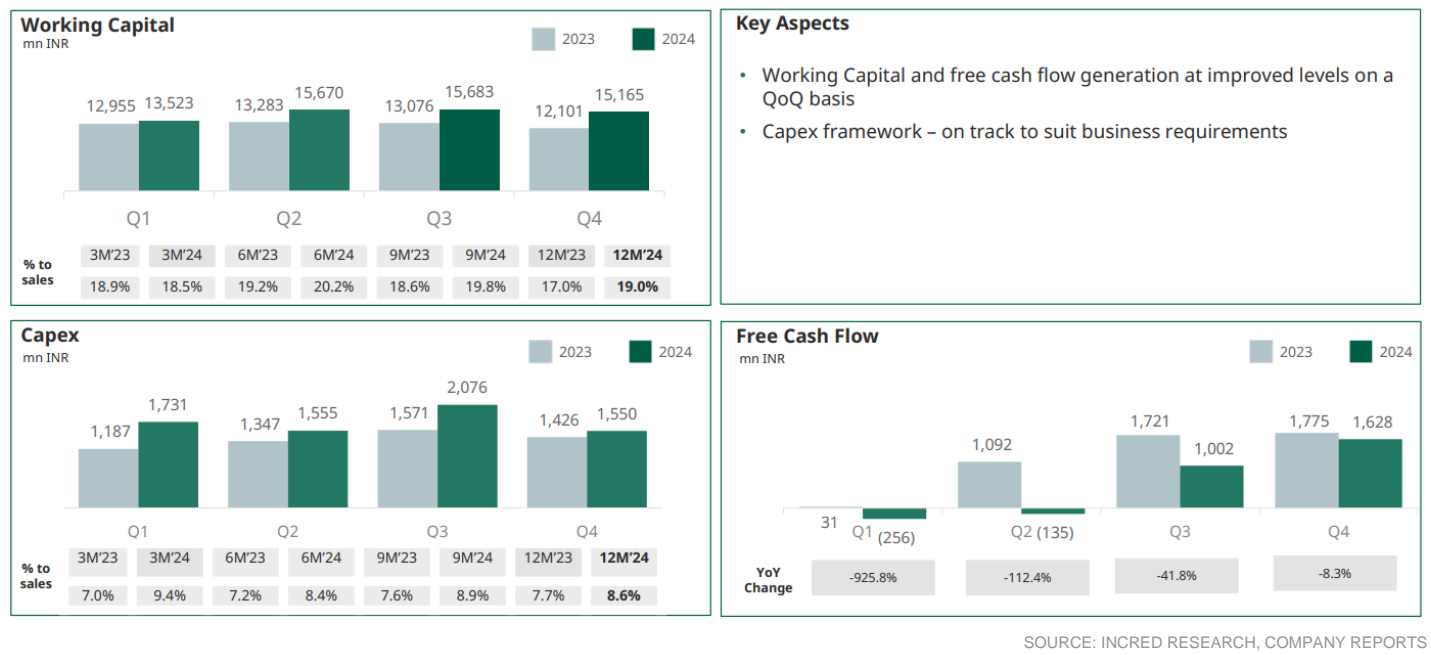 Working Capital
mn INR
2023 2024
12,955 13,523 13,283 15,670 13,076 15,683 12,101 15,165
Q1 Q2 Q3 Q4
3M’23 3M’24 6M’23 6M’24 9M’23 9M’24 12M’23 12M’24
% to
sales
18.9% 18.5% 19.2% 20.2% 18.6% 19.8% 17.0% 19.0%
Key Aspects
• Working Capital and free cash flow generation at improved levels on a
QoQ basis
• Capex framework – on track to suit business requirements
Capex
mn INR
2023 2024
1,187 1,731 1,347 1,555 1,571 2,076 1,426 1,550
Q1 Q2 Q3 Q4
3M’23 3M’24 6M’23 6M’24 9M’23 9M’24 12M’23 12M’24
% to
sales
7.0% 9.4% 7.2% 8.4% 7.6% 8.9% 7.7% 8.6%
Free Cash Flow
mn INR
2023 2024
31 (256) 1,092 (135) 1,721 1,002 1,775 1,628
Q1 Q2 Q3 Q4
YoY
Change
-925.8% -112.4% -41.8% -8.3%
SOURCE: INCRED RESEARCH, COMPANY REPORTS